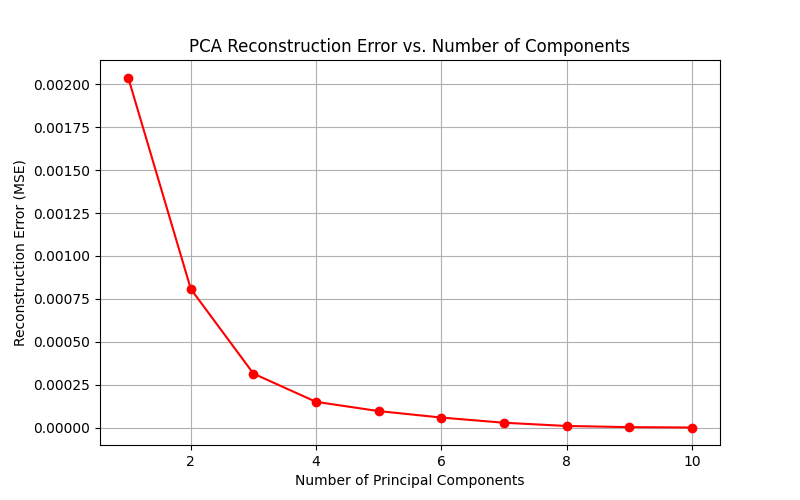 PCA Reconstruction Error vs. Number of Components
Reconstruction Error (MSE)
0.00200
0.00175
0.00150
0.00125
0.00100
0.00075
0.00050
0.00025
0.00000
2 4 6 8 10
Number of Principal Components